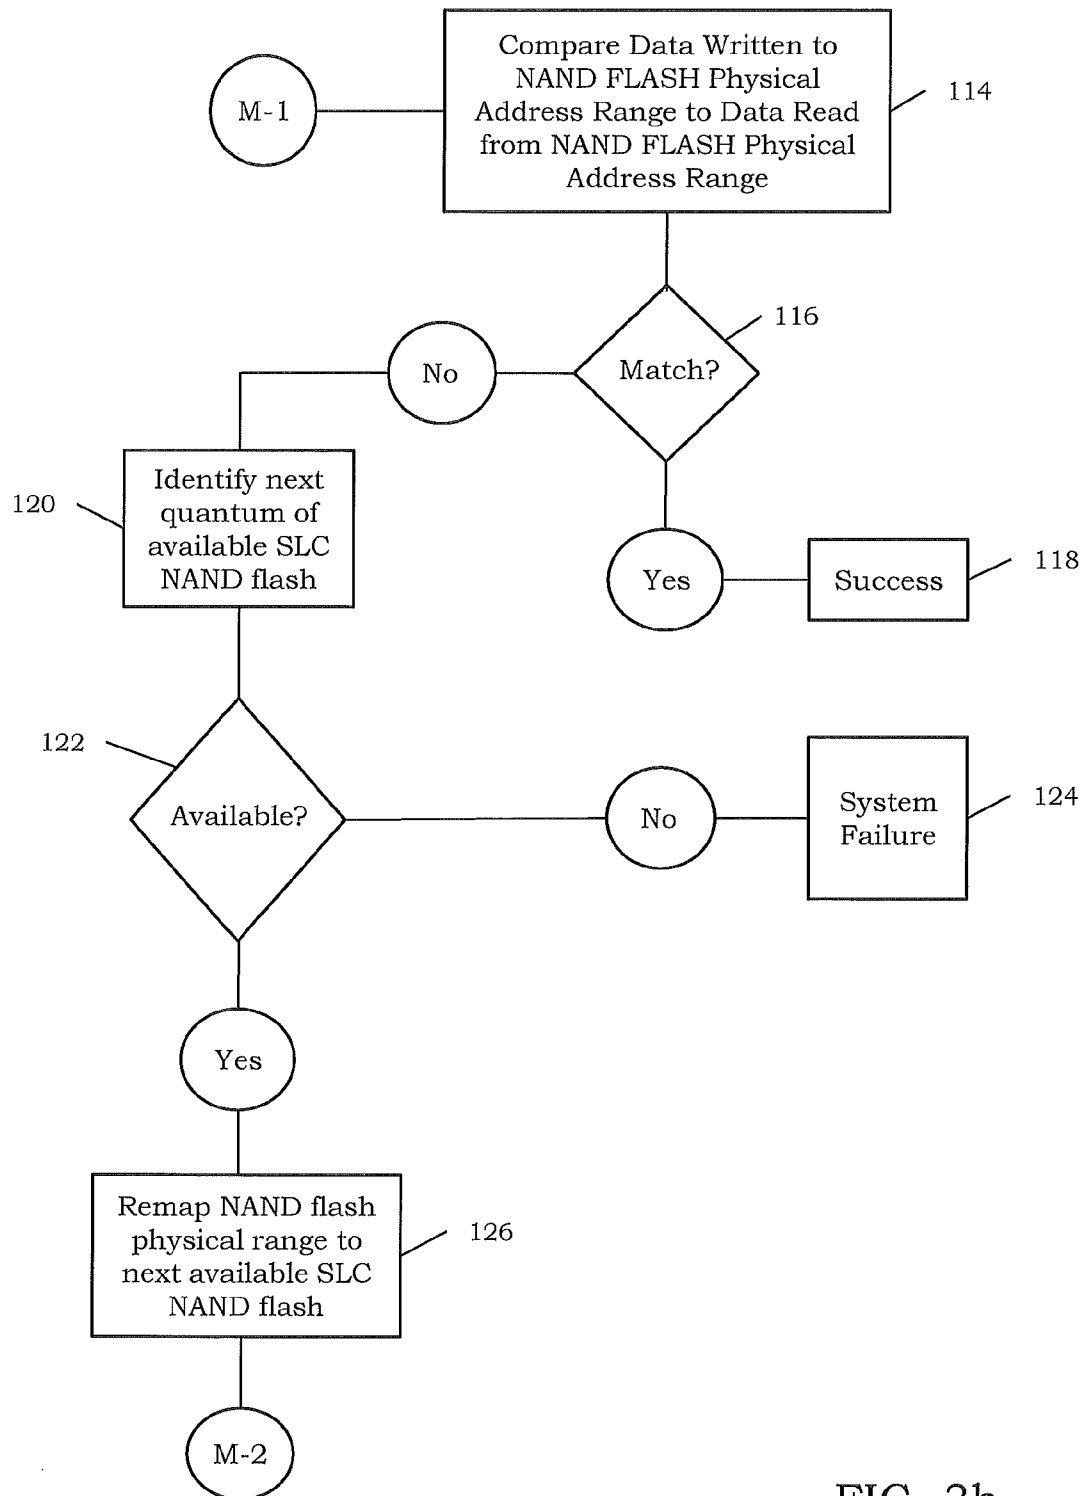 Compare Data Written to
NAND FLASH Physical
Address Range to Data Read
from NAND FLASH Physical
Address Range
M-1
114
116
Match?
No
Identify next
quantum of
available SLC
NAND flash
120
Yes
Success
118
122
Available?
No
System
Failure
124
Yes
Remap NAND flash
physical range to
next available SLC
NAND flash
126
M-2